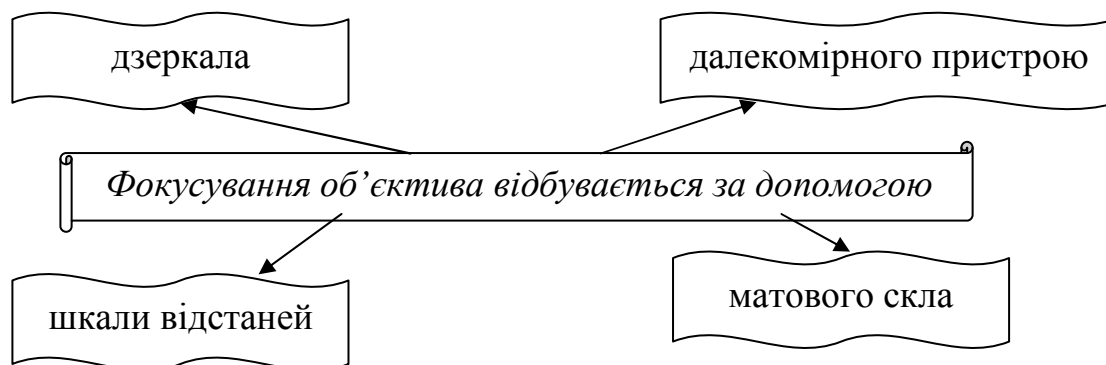 дзеркала
далекомірного пристрою
Фокусування об’єктива відбувається за допомогою
шкали відстаней
матового скла